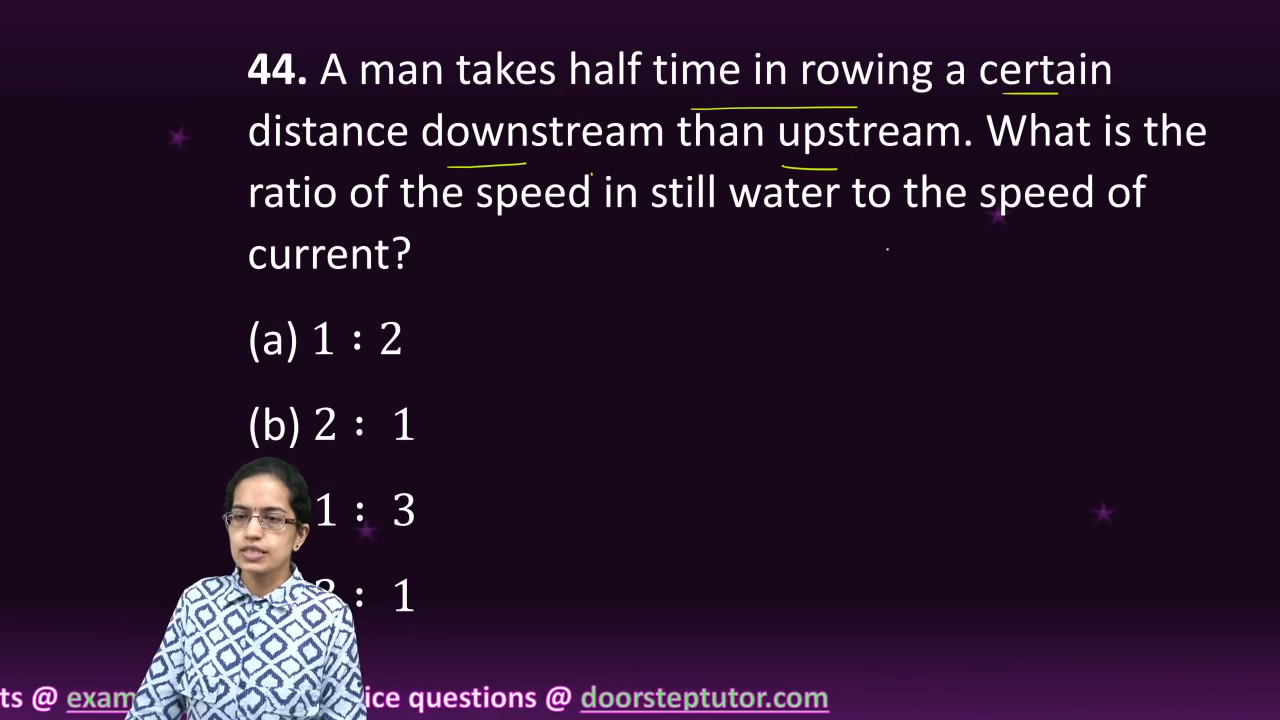 44. A man takes half time in rowing a certain
distance downstream than upstream. What is the
ratio of the speed in still water to the speed of
current?
(a) 1 : 2
(b) 2 : 1
1 : 3
: 1
ts @ exam ice questions @ doorsteptutor.com